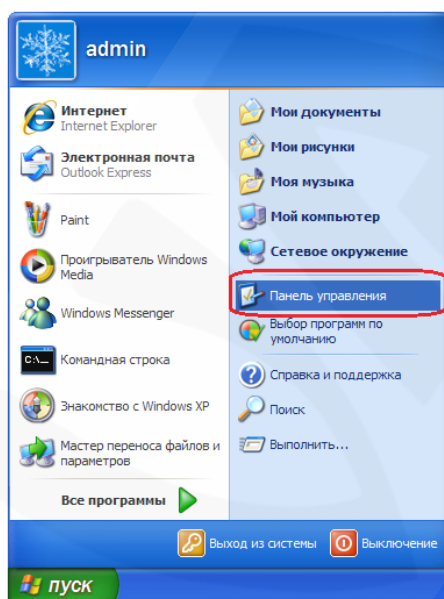 admin
Интернет
Internet Explorer
Электронная почта
Outlook Express
Paint
Проигрыватель Windows
Media
Windows Messenger
C:\_
Командная строка
Знакомство с Windows XP
Мастер переноса файлов и
параметров
Все программы
Мои документы
Мои рисунки
Моя музыка
Мой компьютер
Сетевое окружение
Панель управления
Выбор программ по
умолчанию
Справка и поддержка
Поиск
Выполнить...
Выход из системы
Выключение
пуск